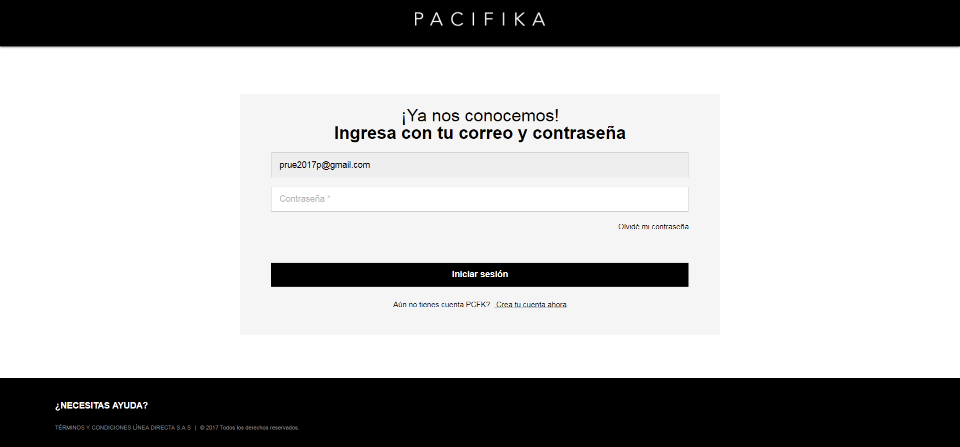 PACIFIKA
¡Ya nos conocemos!
Ingresa con tu correo y contraseña
prue2017p@gmail.com
Contraseña *
Olvidé mi contraseña
Iniciar sesión
Aún no tienes cuenta PCFK? Crea tu cuenta ahora
¿NECESITAS AYUDA?
TÉRMINOS Y CONDICIONES LÍNEA DIRECTA S.A.S | © 2017 Todos los derechos reservados.